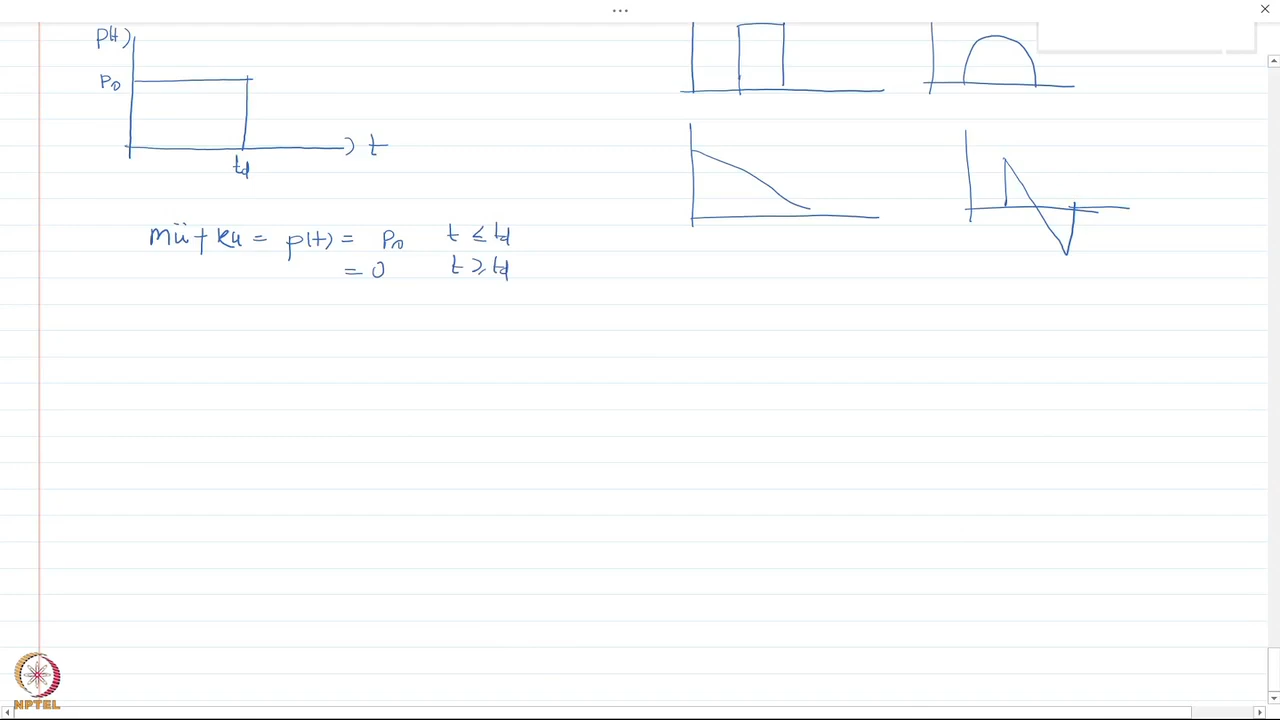 p(t)
p₀
t
td
mü + ku = p(t) = p₀ t ≤ td
= 0 t ≥ td
NPTEL